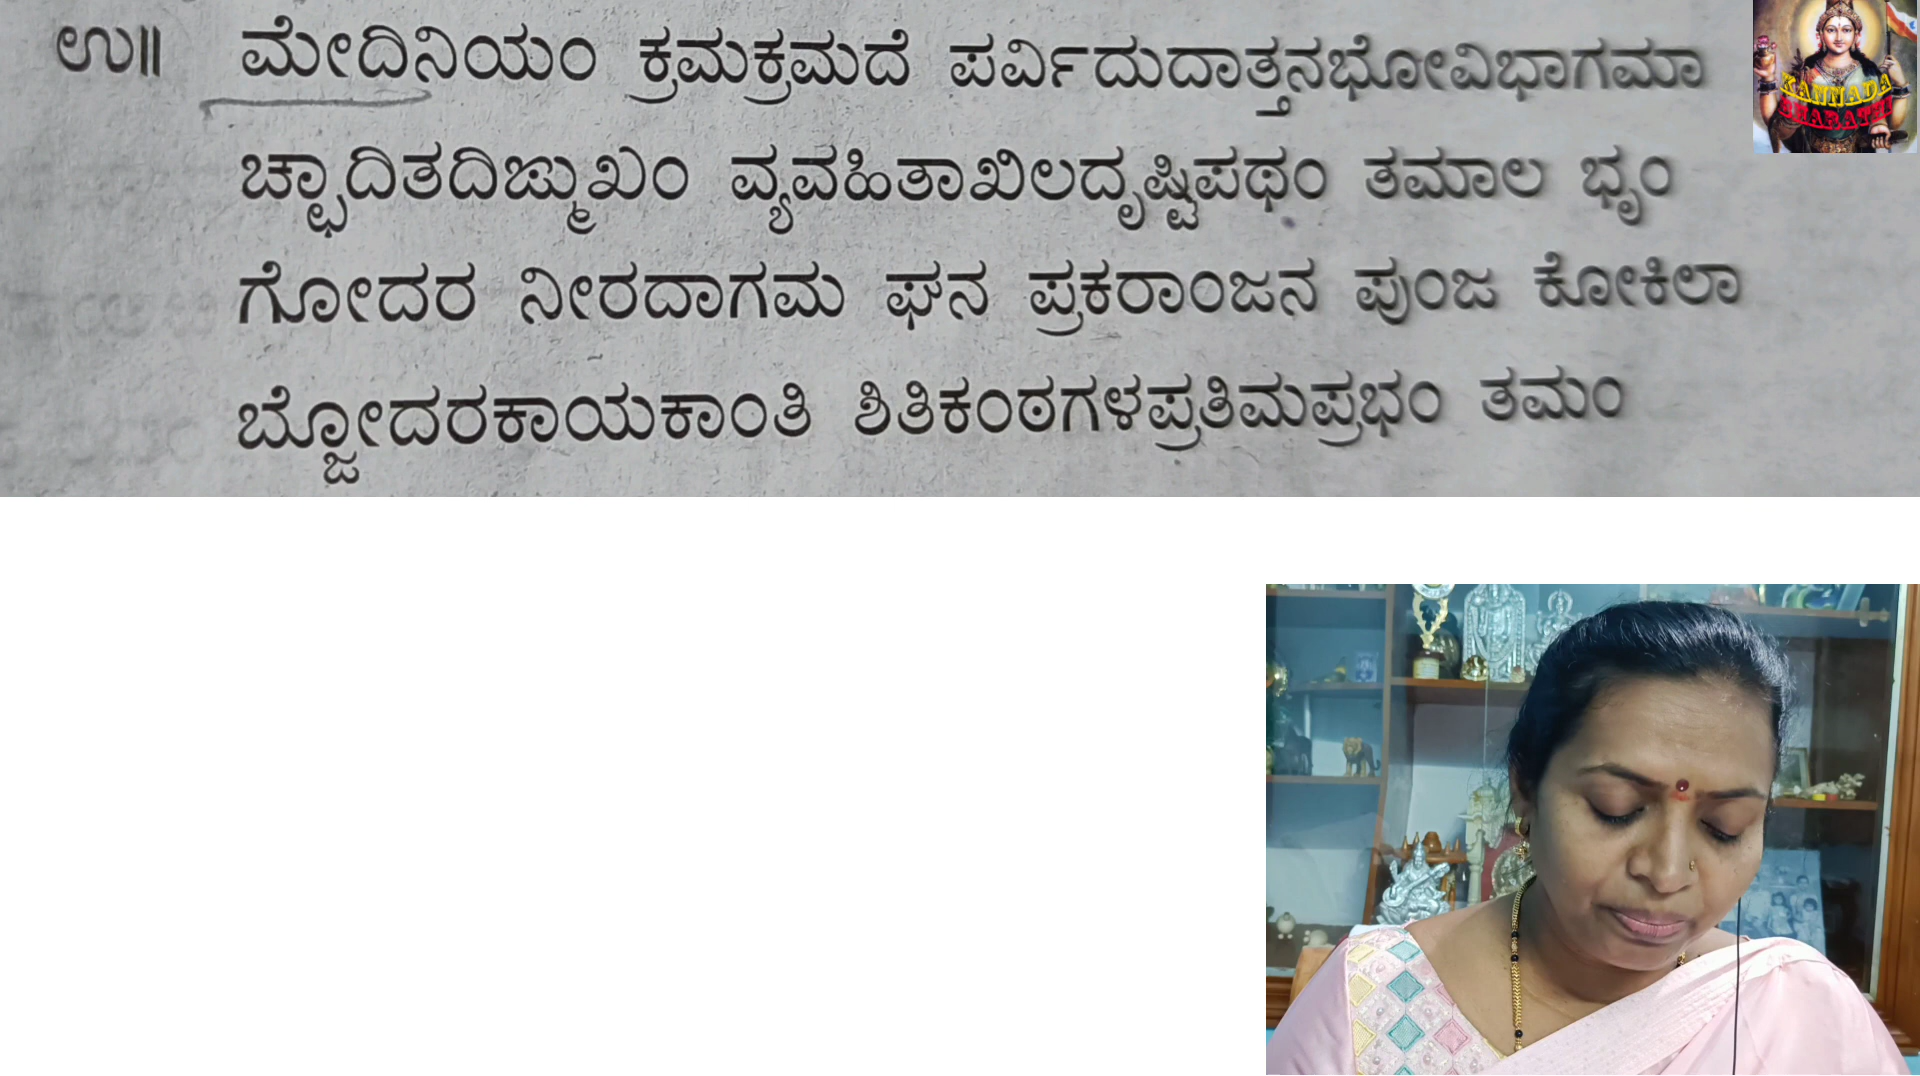 ಉ॥ ಮೇದಿನಿಯಂ ಕ್ರಮಕ್ರಮದೆ ಪರ್ವಿದುದಾತ್ತನಭೋವಿಭಾಗಮಾ
ಚ್ಛಾದಿತದಿಙ್ಮುಖಂ ವ್ಯವಹಿತಾಖಿಲದೃಷ್ಟಿಪಥಂ ತಮಾಲ ಭೃಂ
ಗೋದರ ನೀರದಾಗಮ ಘನ ಪ್ರಕರಾಂಜನ ಪುಂಜ ಕೋಕಿಲಾ
ಬ್ಜೋದರಕಾಯಕಾಂತಿ ಶಿತಿಕಂಠಗಳಪ್ರತಿಮಪ್ರಭಂ ತಮಂ
KANNADA
BHARATHI